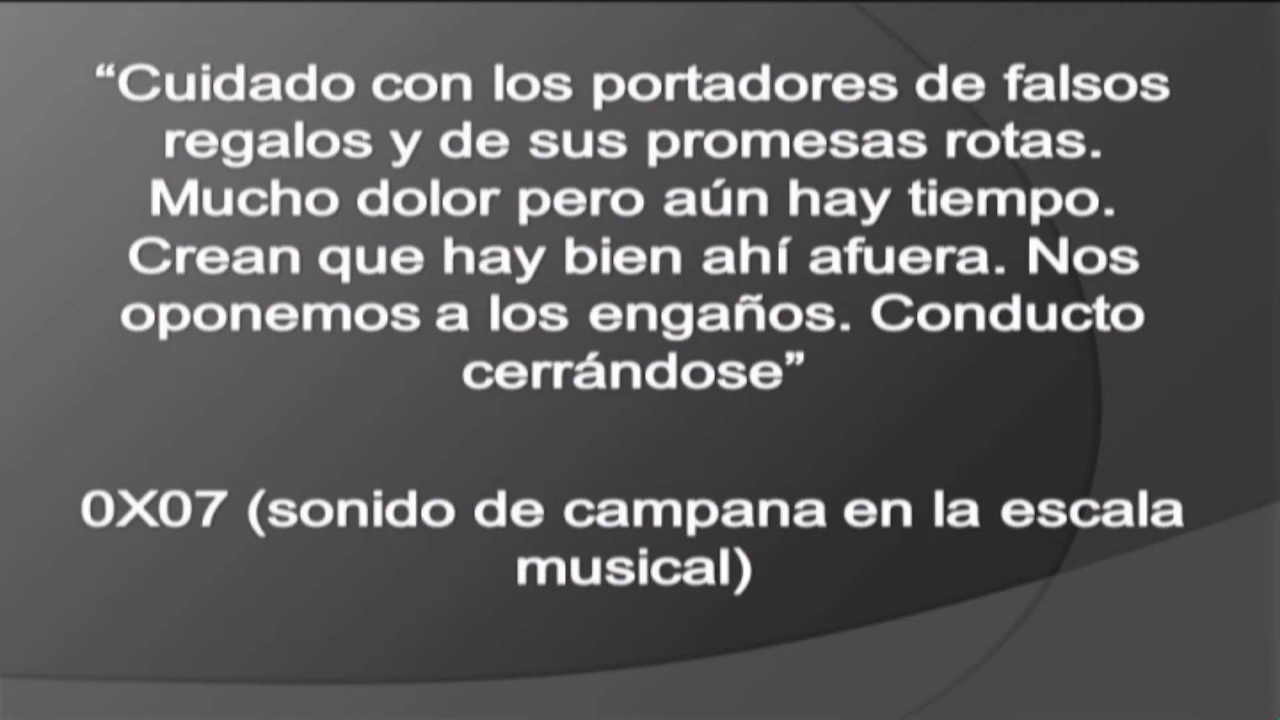 “Cuidado con los portadores de falsos
regalos y de sus promesas rotas.
Mucho dolor pero aún hay tiempo.
Crean que hay bien ahí afuera. Nos
oponemos a los engaños. Conducto
cerrándose”
0X07 (sonido de campana en la escala
musical)